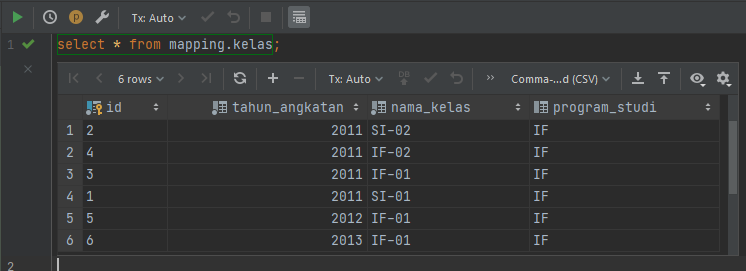 Tx: Auto
1 select * from mapping.kelas;
6 rows Tx: Auto DB Comma-...d (CSV)
id tahun_angkatan nama_kelas program_studi
1 2 2011 SI-02 IF
2 4 2011 IF-02 IF
3 3 2011 IF-01 IF
4 1 2011 SI-01 IF
5 5 2012 IF-01 IF
6 6 2013 IF-01 IF
2